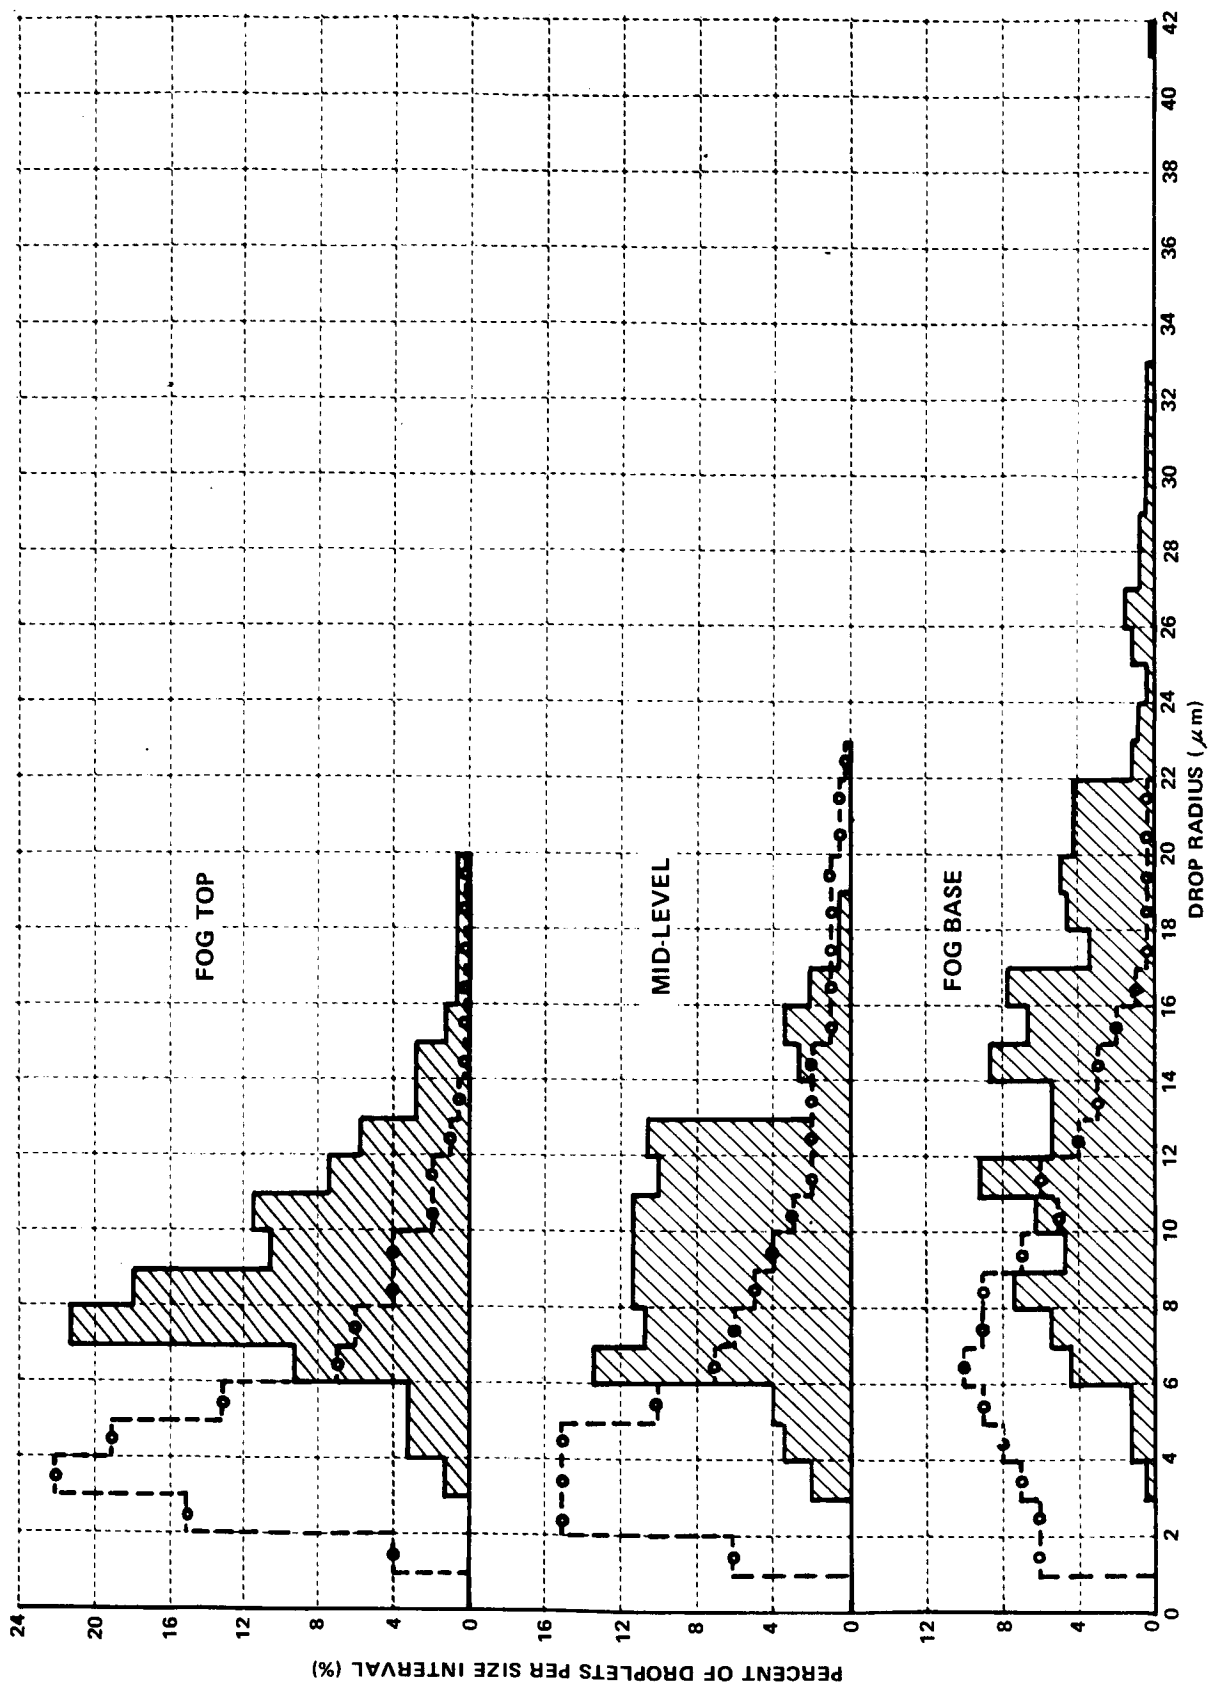 PERCENT OF DROPLETS PER SIZE INTERVAL (%)
24
20
16
12
8
4
0
FOG TOP
16
12
8
4
0
MID-LEVEL
12
8
4
0
FOG BASE
0 2 4 6 8 10 12 14 16 18 20 22 24 26 28 30 32 34 36 38 40 42
DROP RADIUS (μm)